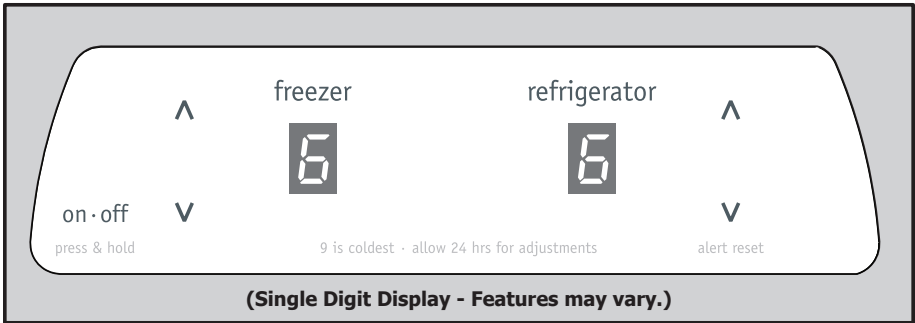 freezer refrigerator
6 6
on · off
press & hold 9 is coldest · allow 24 hrs for adjustments alert reset
(Single Digit Display - Features may vary.)